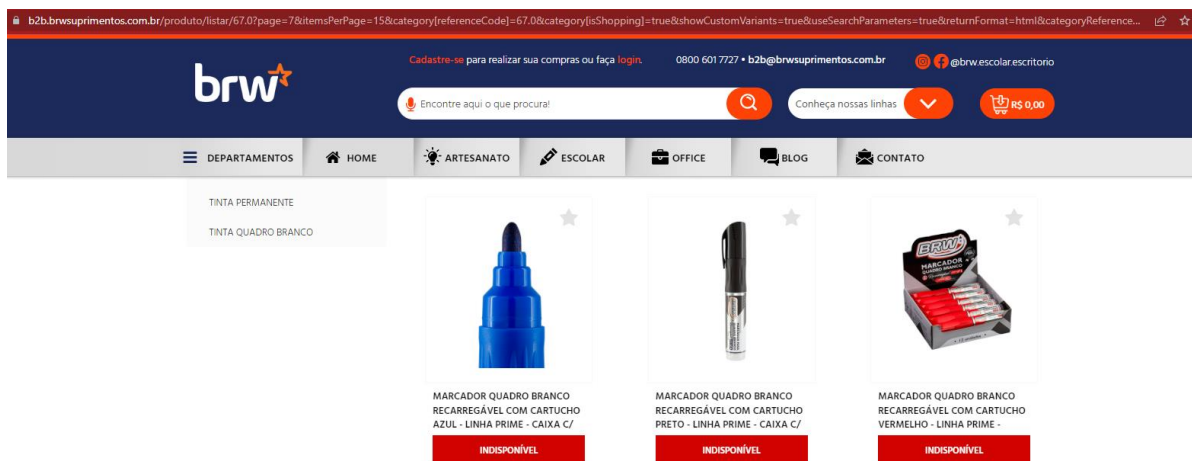 b2b.brwsuprimentos.com.br/produto/listar/67.0?page=7&itemsPerPage=15&category[referenceCode]=67.0&category[isShopping]=true&showCustomVariants=true&useSearchParameters=true&returnFormat=html&categoryReference...
brw
Cadastre-se para realizar sua compras ou faça login.
0800 601 7727 • b2b@brwsuprimentos.com.br
@brw.escolar.escritorio
Encontre aqui o que procura!
Conheça nossas linhas
R$ 0,00
DEPARTAMENTOS
HOME
ARTESANATO
ESCOLAR
OFFICE
BLOG
CONTATO
TINTA PERMANENTE
TINTA QUADRO BRANCO
BRW
MARCADOR
QUADRO BRANCO
MARCADOR QUADRO BRANCO
RECARREGÁVEL COM CARTUCHO
AZUL - LINHA PRIME - CAIXA C/
INDISPONÍVEL
MARCADOR QUADRO BRANCO
RECARREGÁVEL COM CARTUCHO
PRETO - LINHA PRIME - CAIXA C/
INDISPONÍVEL
MARCADOR QUADRO BRANCO
RECARREGÁVEL COM CARTUCHO
VERMELHO - LINHA PRIME -
INDISPONÍVEL